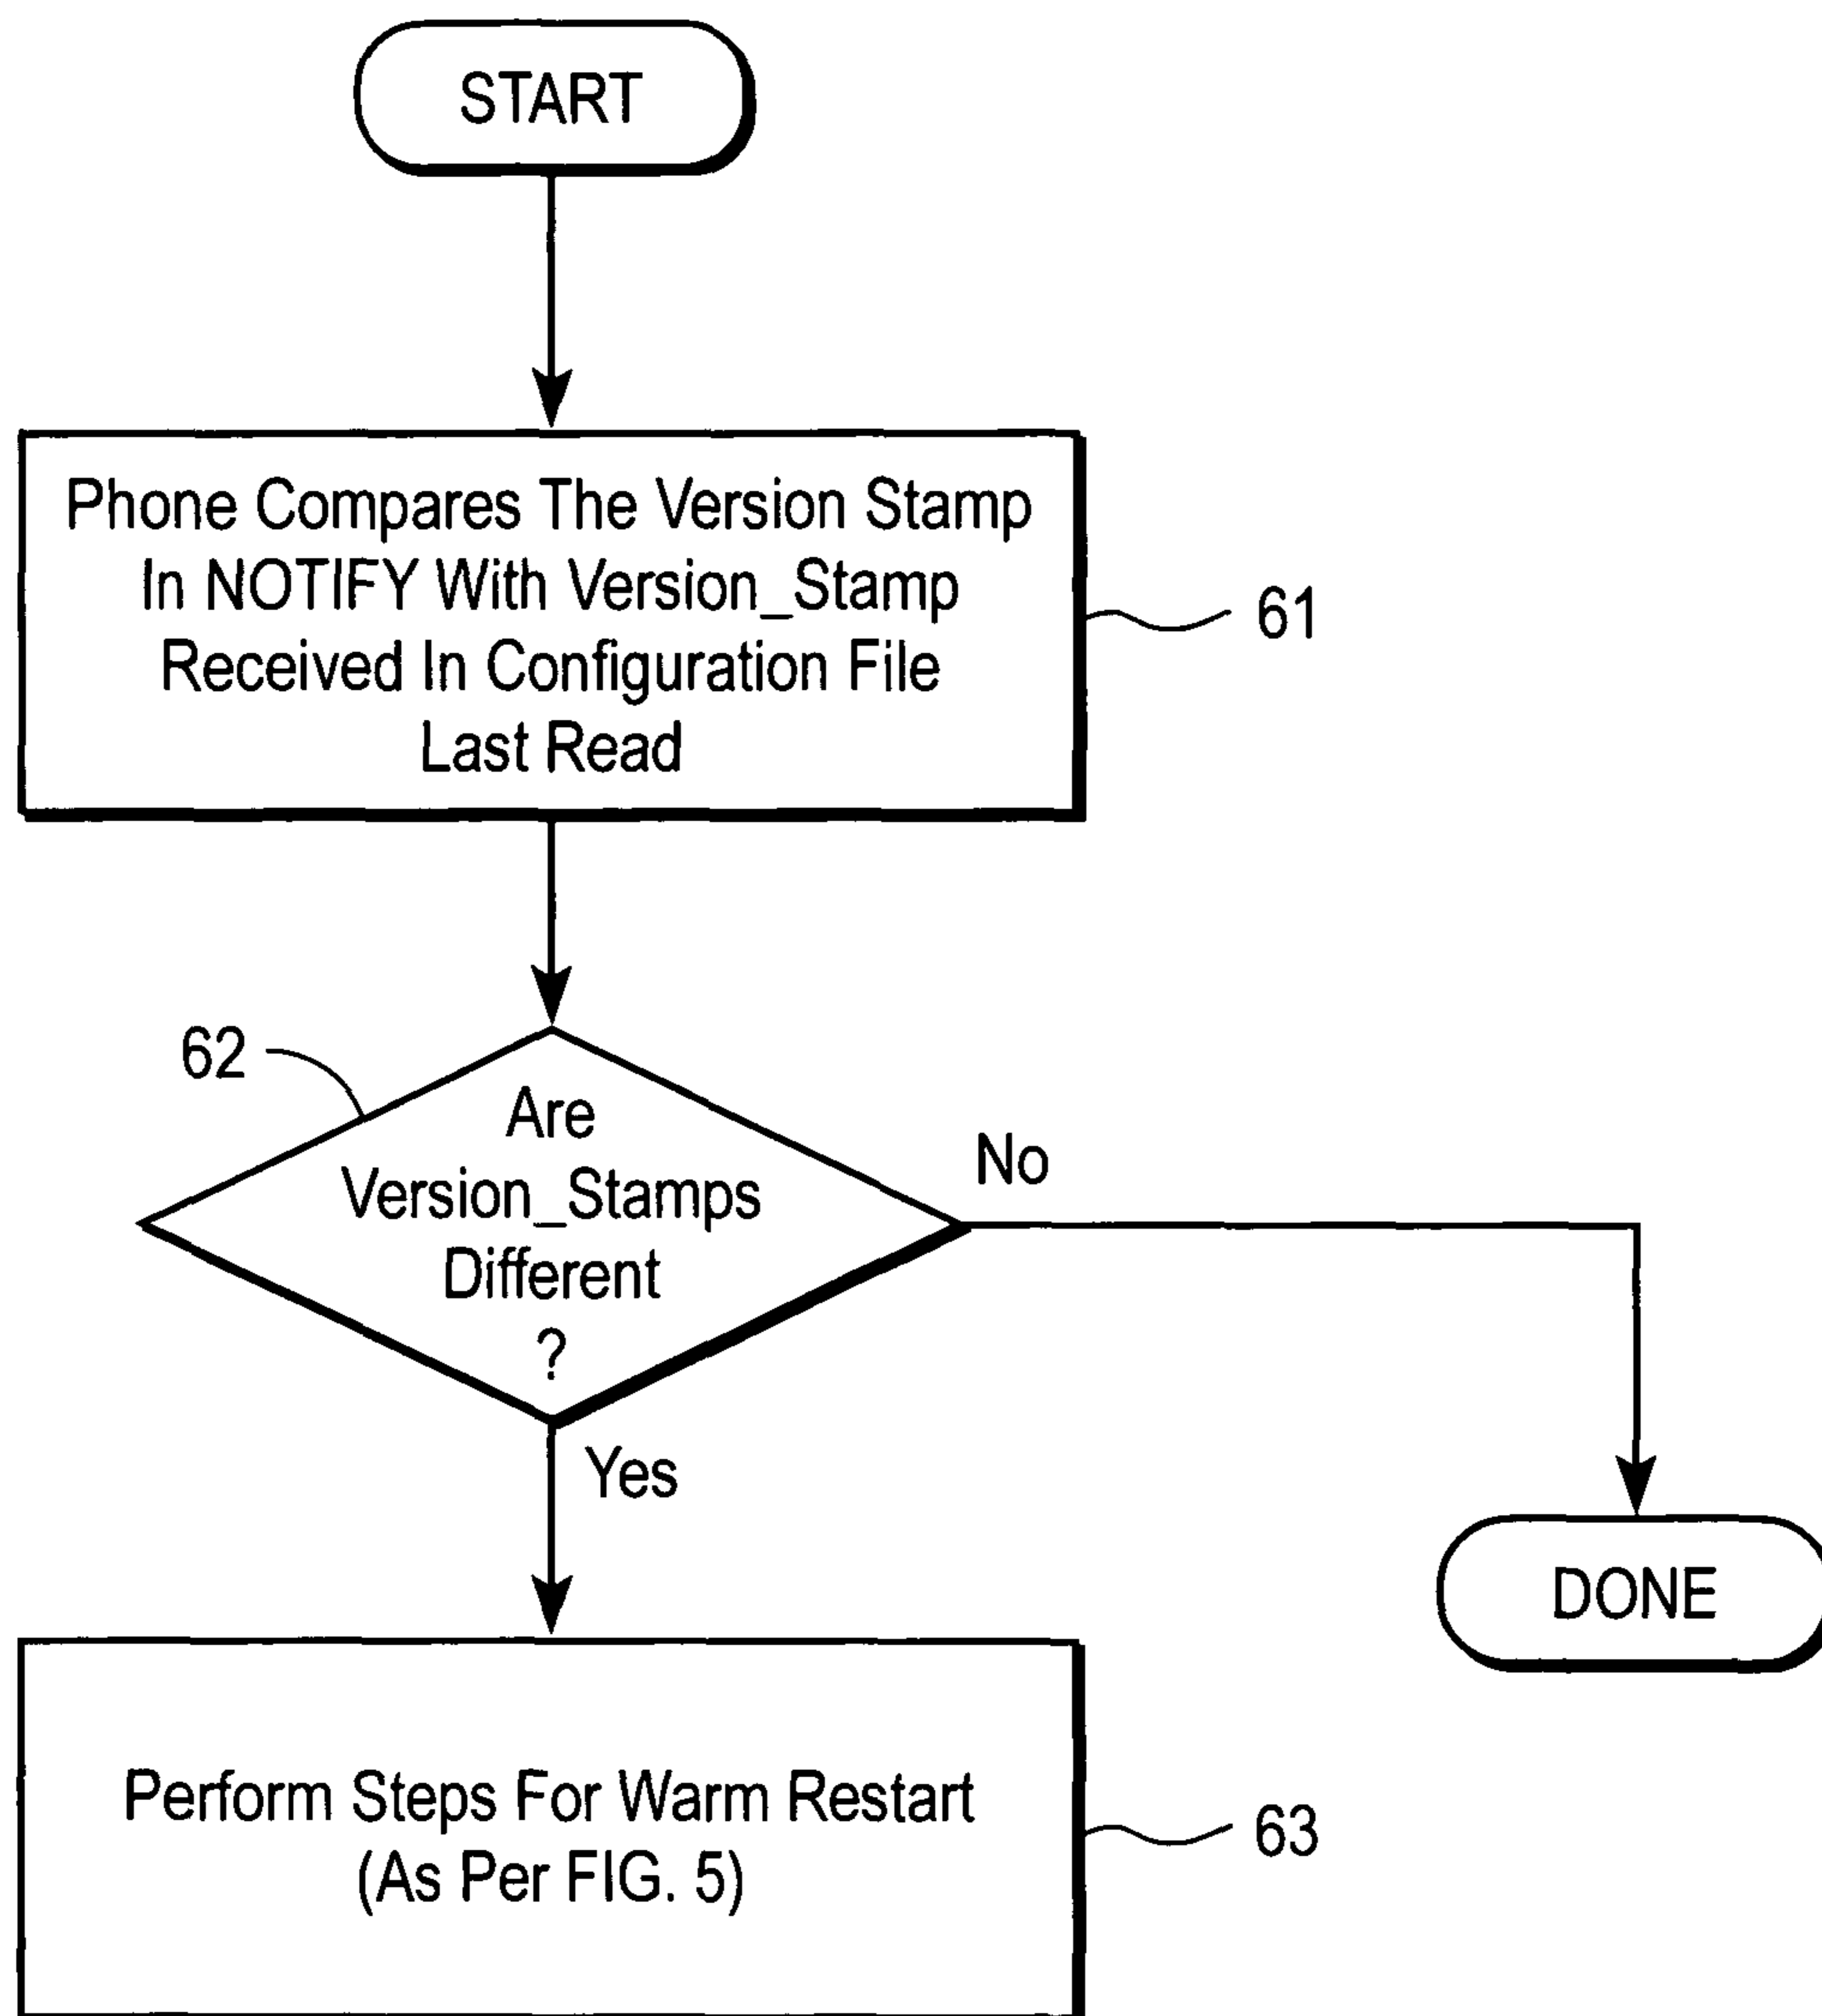 START
Phone Compares The Version Stamp
In NOTIFY With Version_Stamp
Received In Configuration File
Last Read
61
62
Are
Version_Stamps
Different
?
No
Yes
DONE
Perform Steps For Warm Restart
(As Per FIG. 5)
63